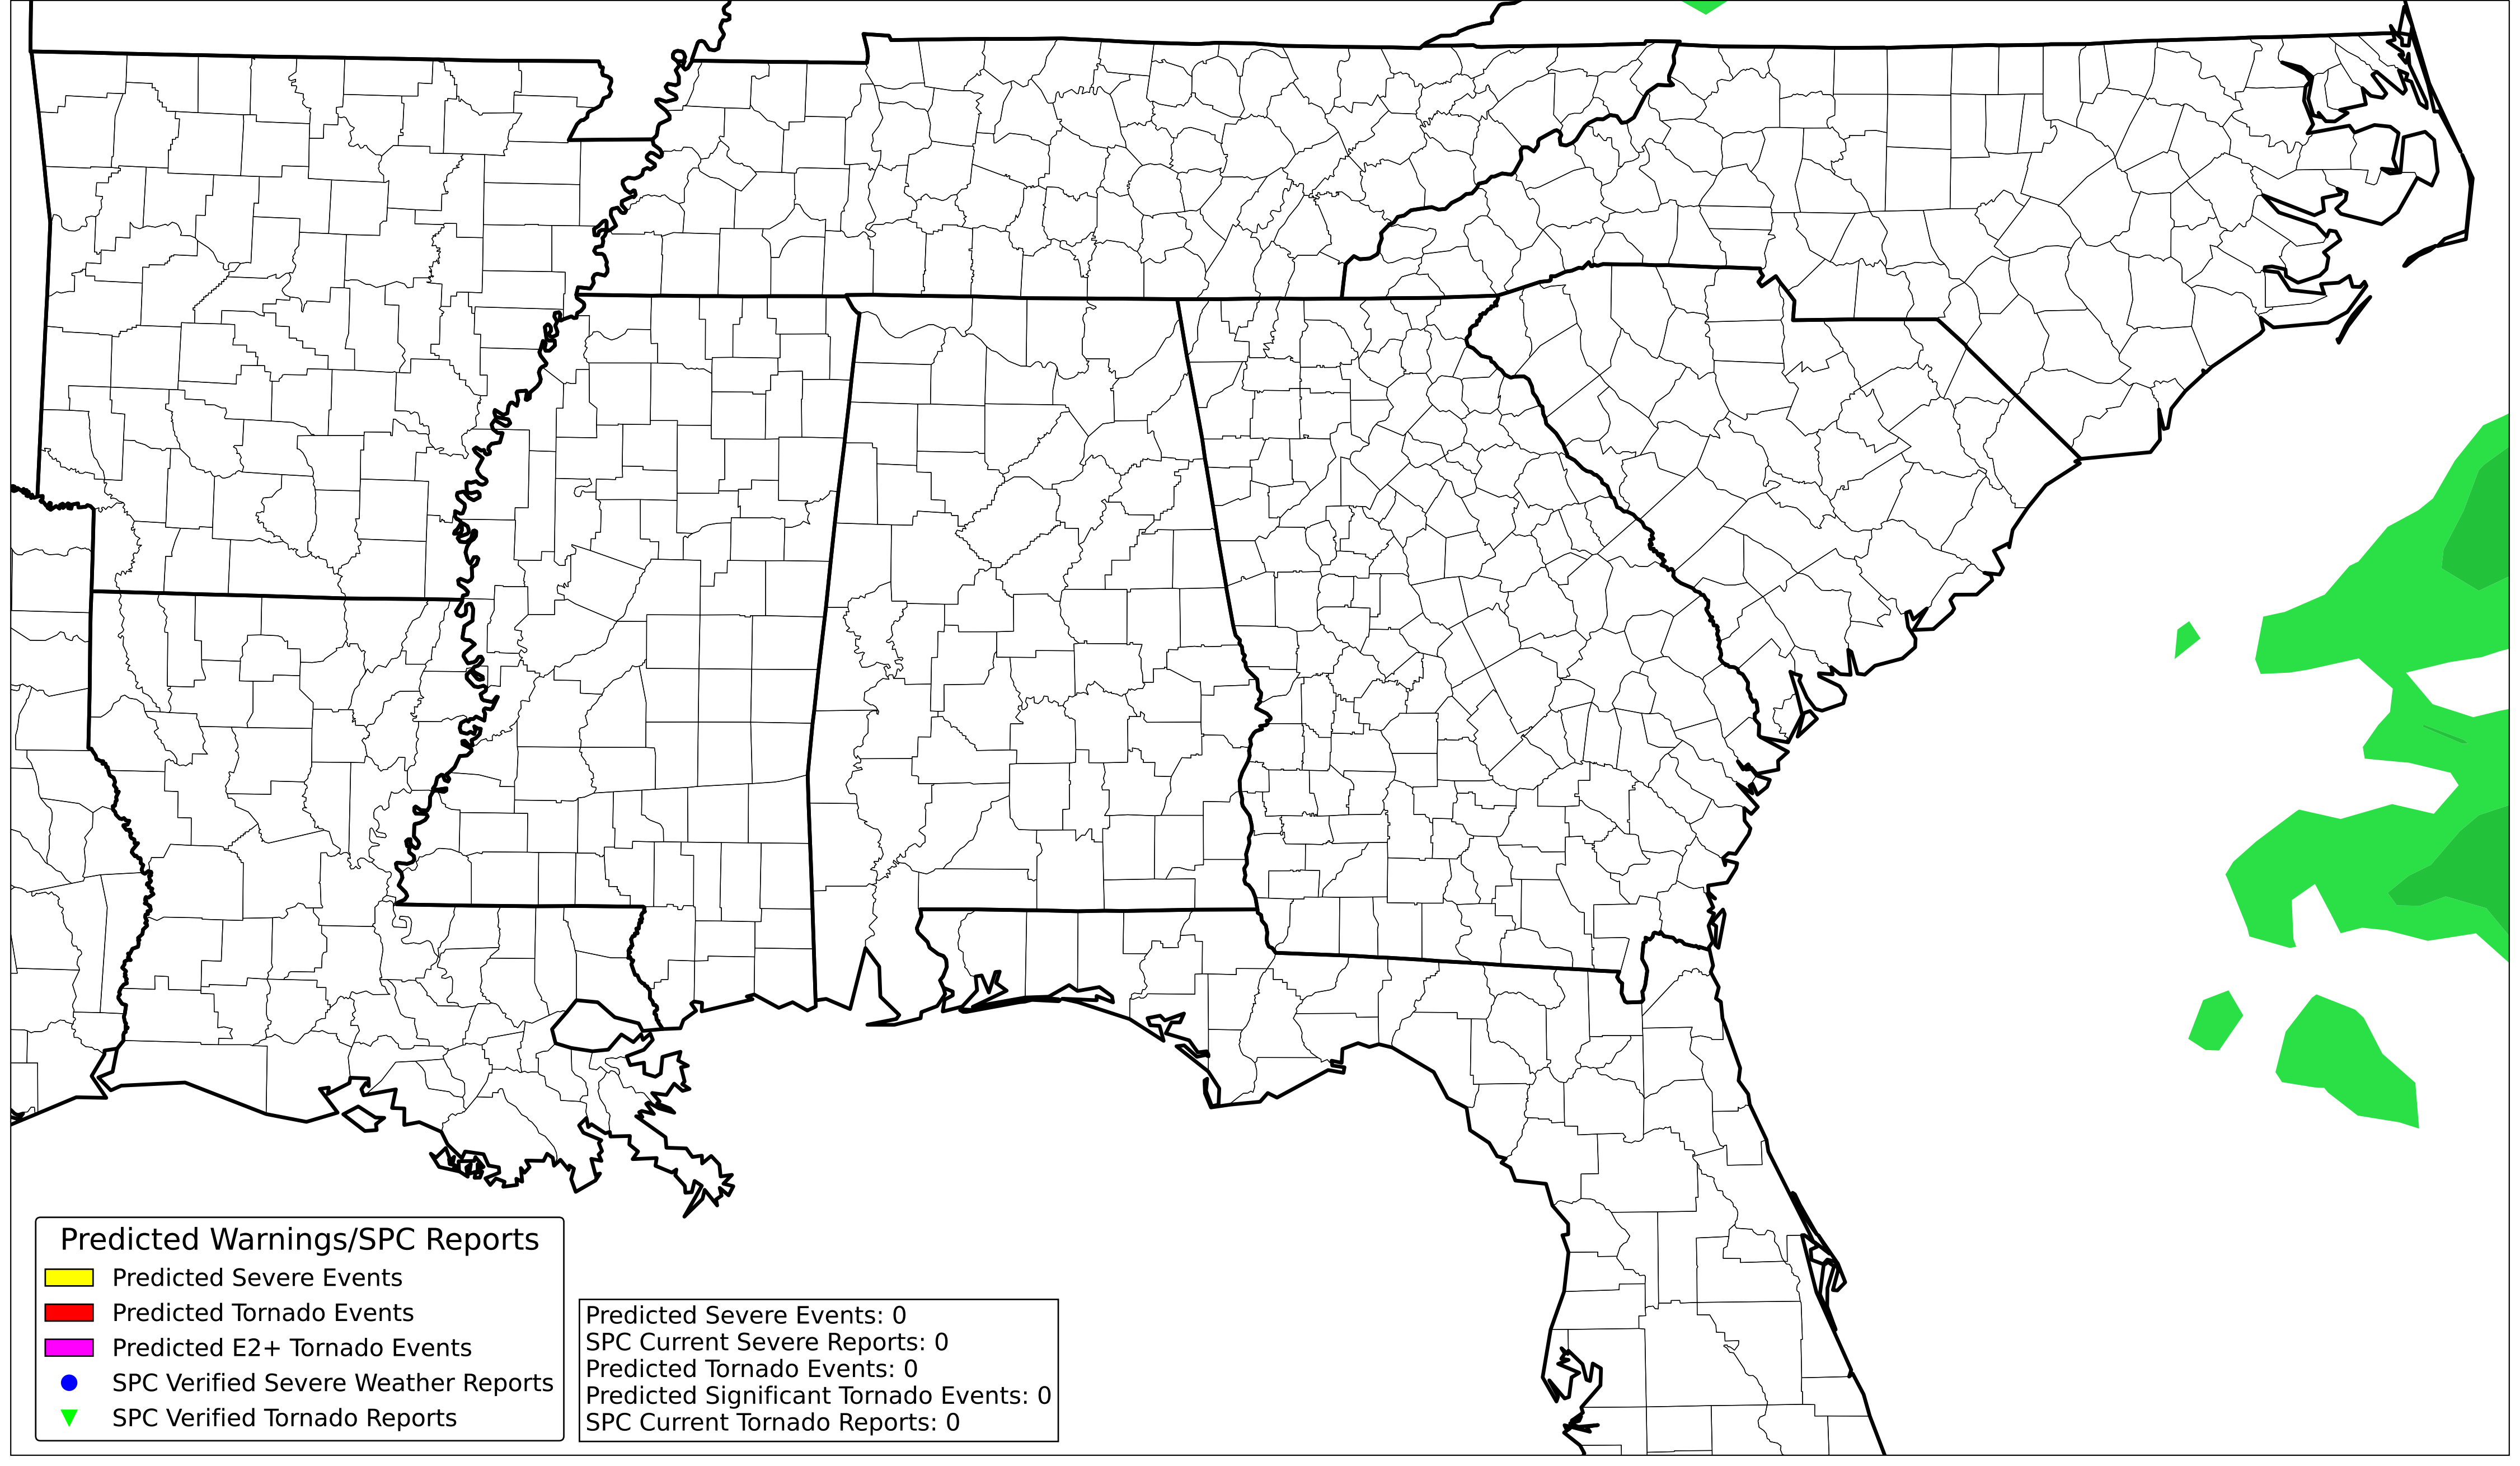 Predicted Warnings/SPC Reports
Predicted Severe Events
Predicted Tornado Events
Predicted E2+ Tornado Events
SPC Verified Severe Weather Reports
SPC Verified Tornado Reports
Predicted Severe Events: 0
SPC Current Severe Reports: 0
Predicted Tornado Events: 0
Predicted Significant Tornado Events: 0
SPC Current Tornado Reports: 0